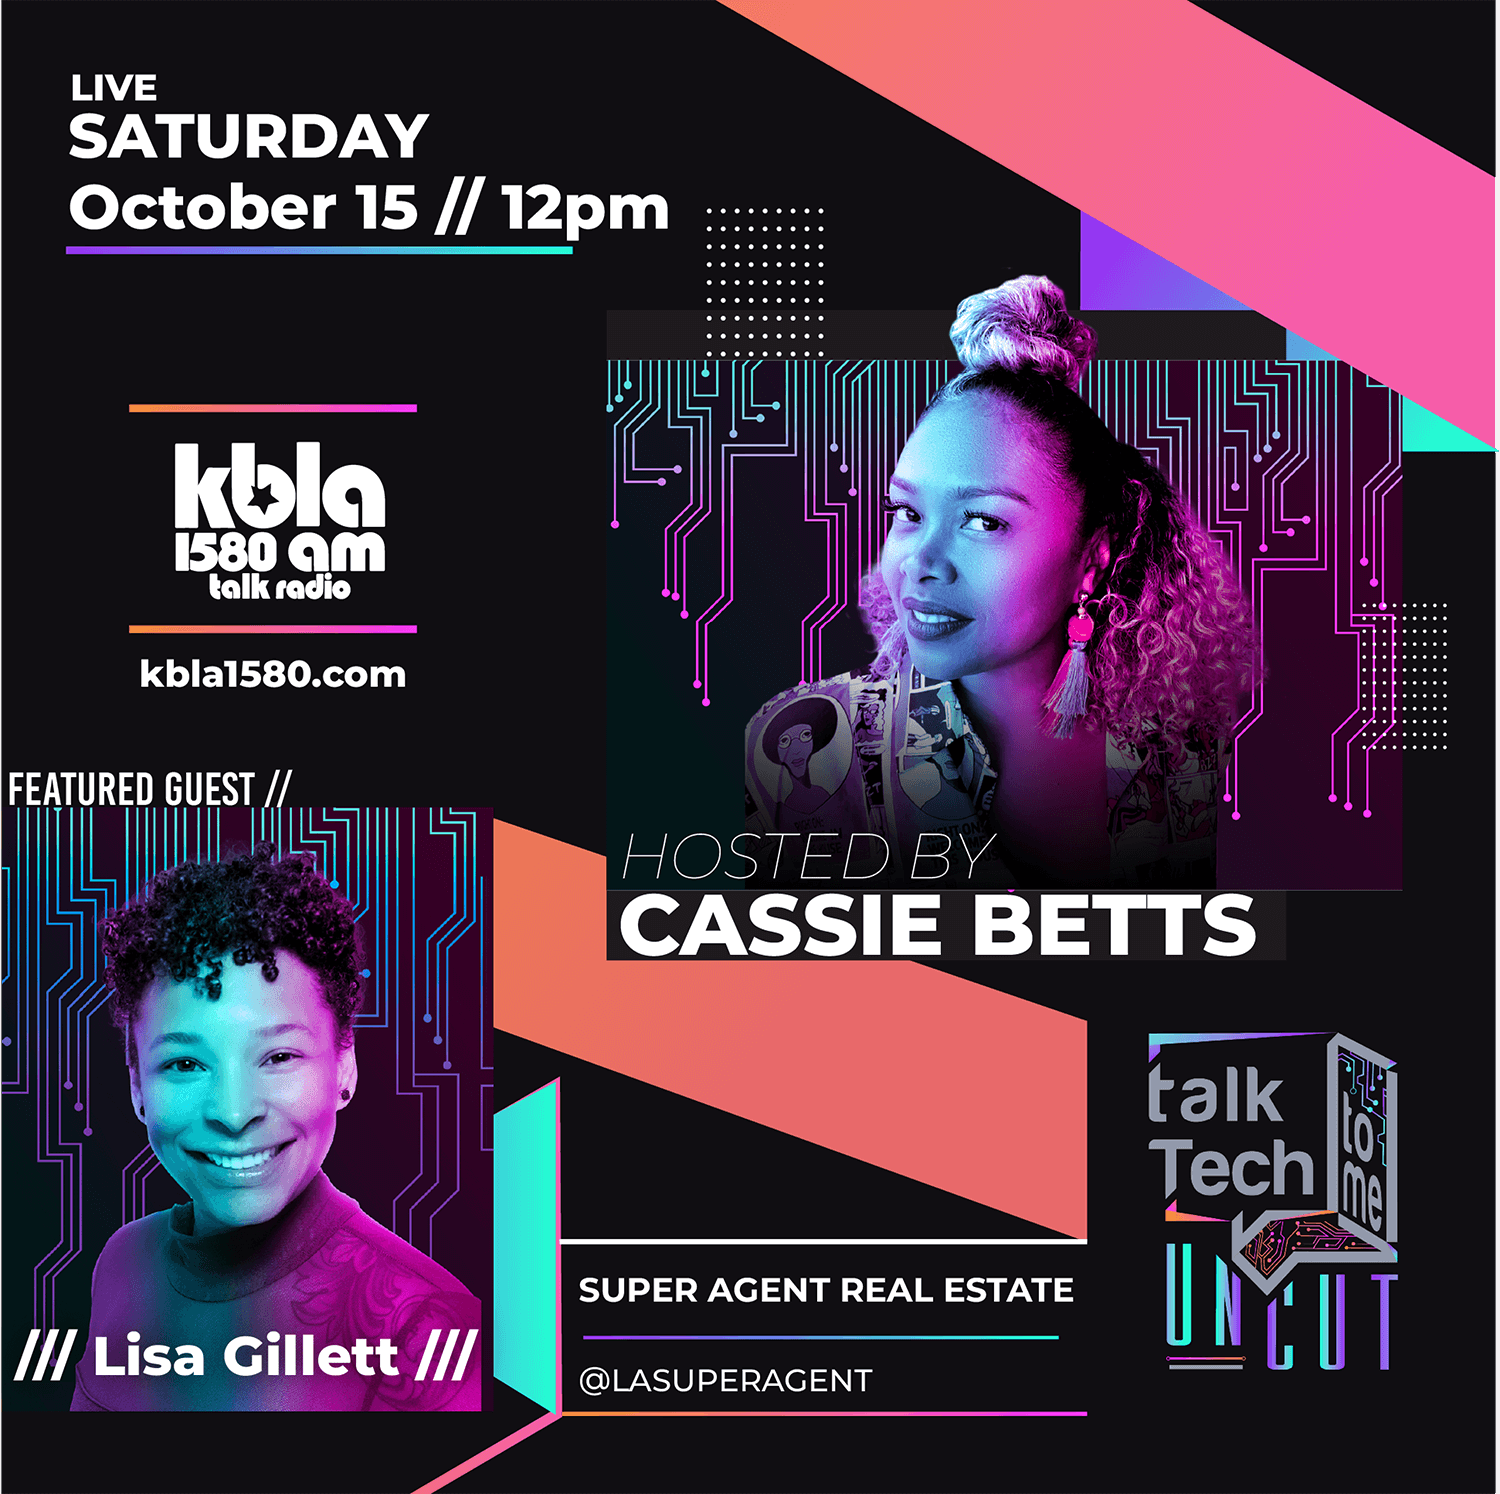 LIVE
SATURDAY
October 15 // 12pm
kbla
1580 am
talk radio
kbla1580.com
FEATURED GUEST //
HOSTED BY
CASSIE BETTS
/// Lisa Gillett ///
SUPER AGENT REAL ESTATE
@LASUPERAGENT
talk
Tech
to
me
UNCUT